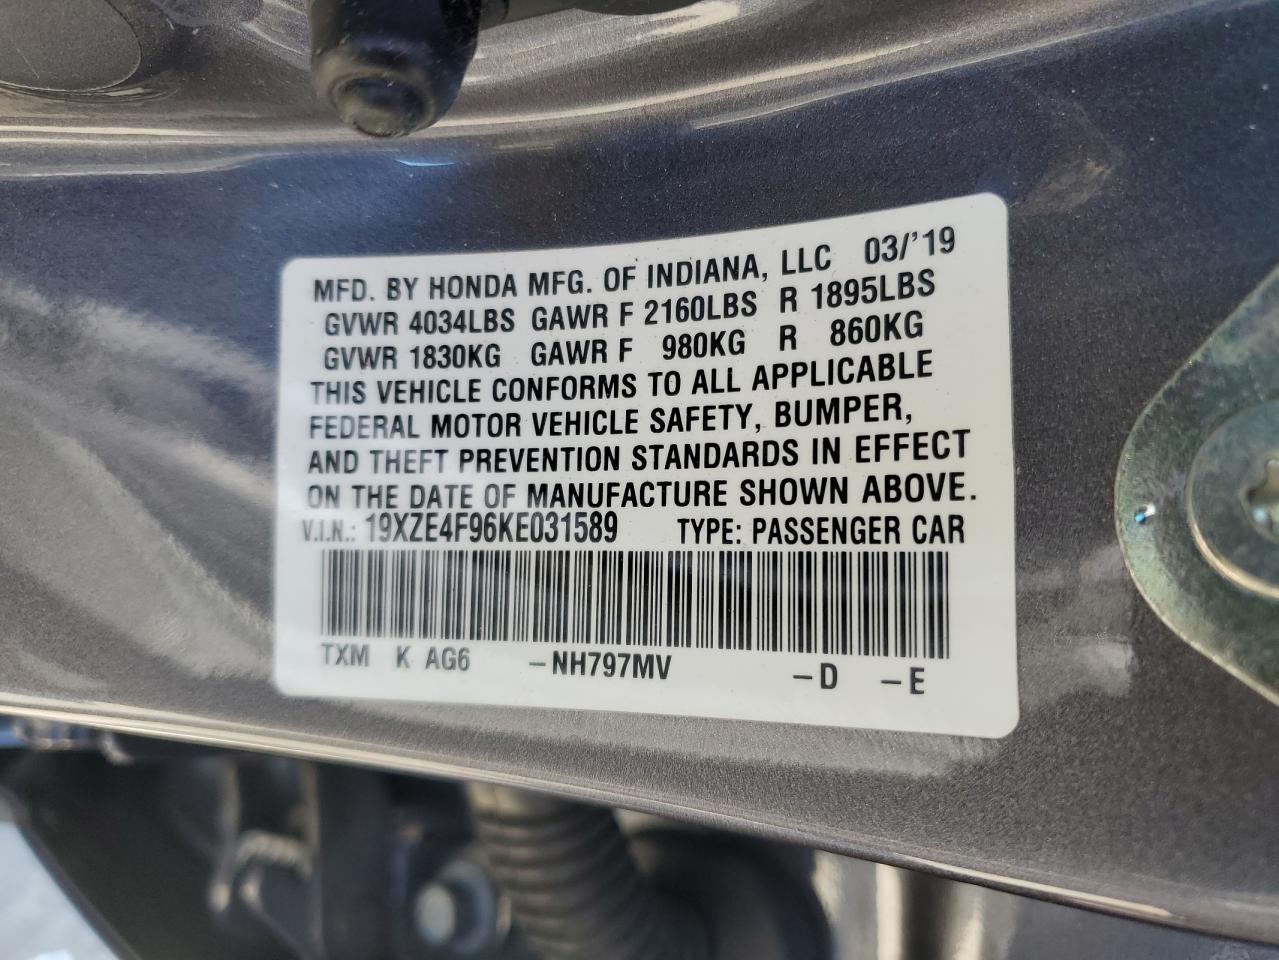 MFD. BY HONDA MFG. OF INDIANA, LLC 03/'19
GVWR 4034LBS GAWR F 2160LBS R 1895LBS
GVWR 1830KG GAWR F 980KG R 860KG
THIS VEHICLE CONFORMS TO ALL APPLICABLE
FEDERAL MOTOR VEHICLE SAFETY, BUMPER,
AND THEFT PREVENTION STANDARDS IN EFFECT
ON THE DATE OF MANUFACTURE SHOWN ABOVE.
V.I.N.: 19XZE4F96KE031589 TYPE: PASSENGER CAR
TXM K AG6 -NH797MV -D -E